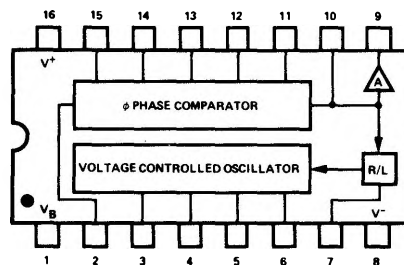 16 15 14 13 12 11 10 9
V+
A
φ PHASE COMPARATOR
VOLTAGE CONTROLLED OSCILLATOR
R/L
VB
V−
1 2 3 4 5 6 7 8